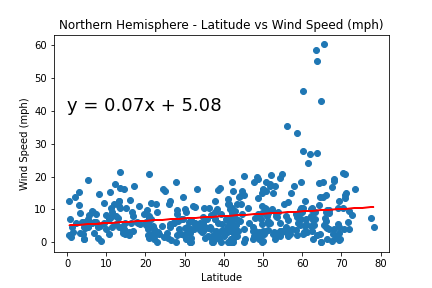 Northern Hemisphere - Latitude vs Wind Speed (mph)
60
50
40
30
20
10
0
Wind Speed (mph)
y = 0.07x + 5.08
0 10 20 30 40 50 60 70 80
Latitude